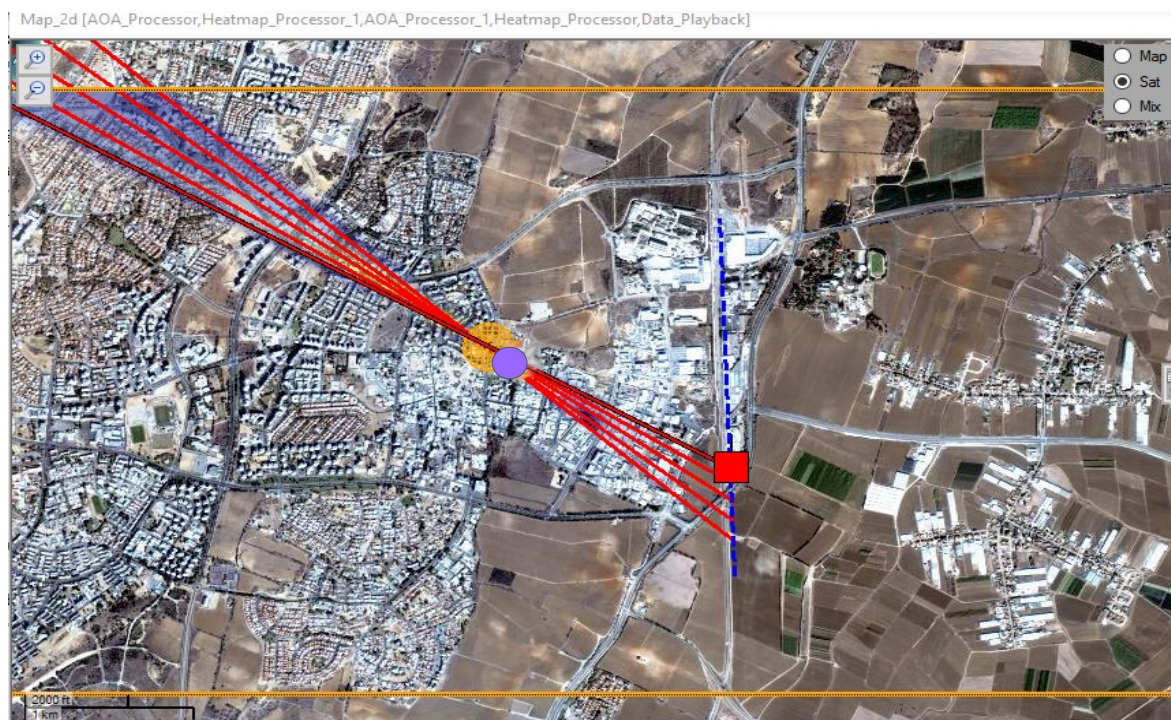 Map_2d [AOA_Processor,Heatmap_Processor_1,AOA_Processor_1,Heatmap_Processor,Data_Playback]
Map
Sat
Mix
2000 ft
1 km